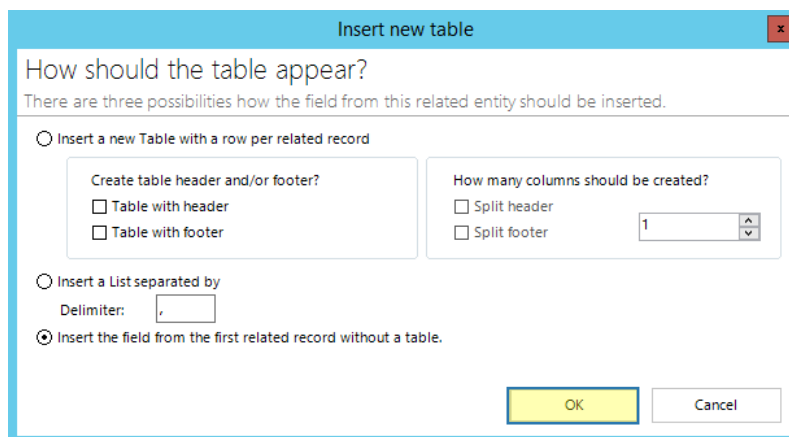 Insert new table
x
How should the table appear?
There are three possibilities how the field from this related entity should be inserted.
Insert a new Table with a row per related record
Create table header and/or footer?
Table with header
Table with footer
How many columns should be created?
Split header
Split footer
1
Insert a List separated by
Delimiter: ,
Insert the field from the first related record without a table.
OK Cancel